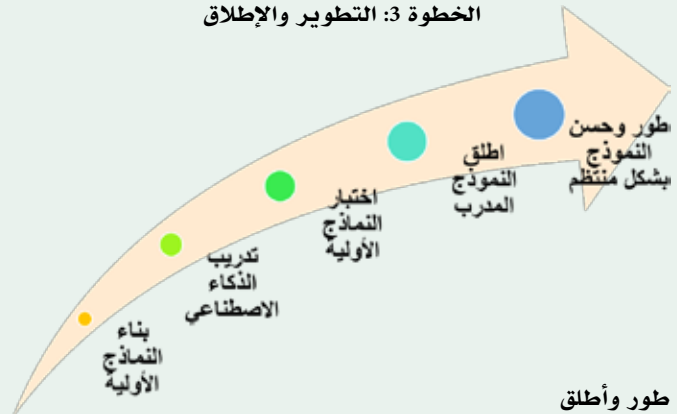 الخطوة 3: التطوير والإطلاق
بناء
النماذج
الأولية
تدريب
الذكاء
الاصطناعي
اختبار
النماذج
الأولية
اطلق
النموذج
المدرب
طور وحسن
النموذج
بشكل منتظم
طور وأطلق